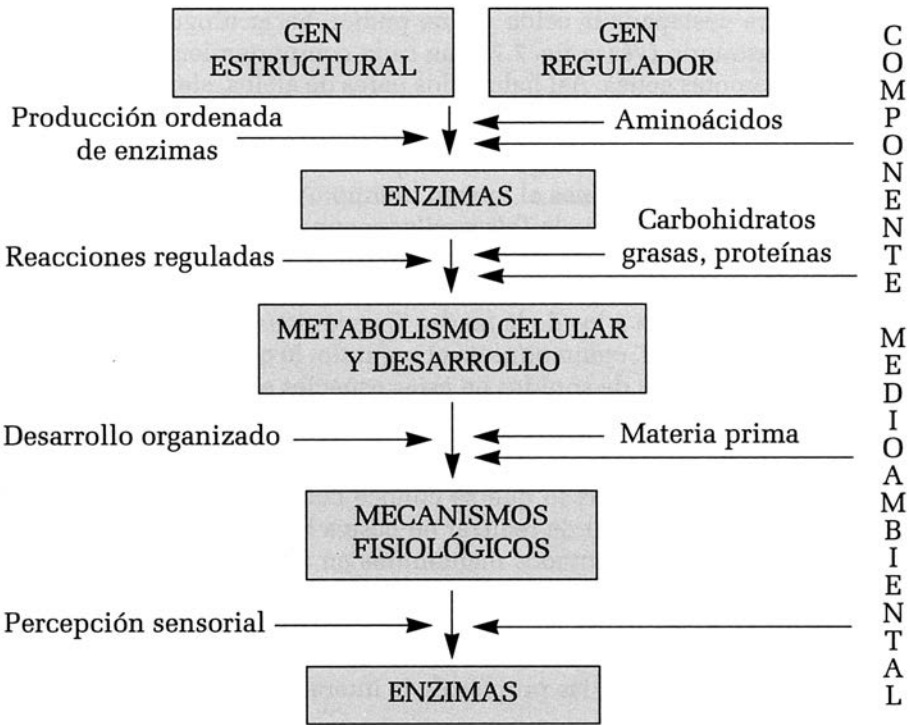 GEN
ESTRUCTURAL
GEN
REGULADOR
Producción ordenada
de enzimas
Aminoácidos
ENZIMAS
Reacciones reguladas
Carbohidratos
grasas, proteínas
METABOLISMO CELULAR
Y DESARROLLO
Desarrollo organizado
Materia prima
MECANISMOS
FISIOLÓGICOS
Percepción sensorial
ENZIMAS
COMPONENTE MEDIOAMBIENTAL